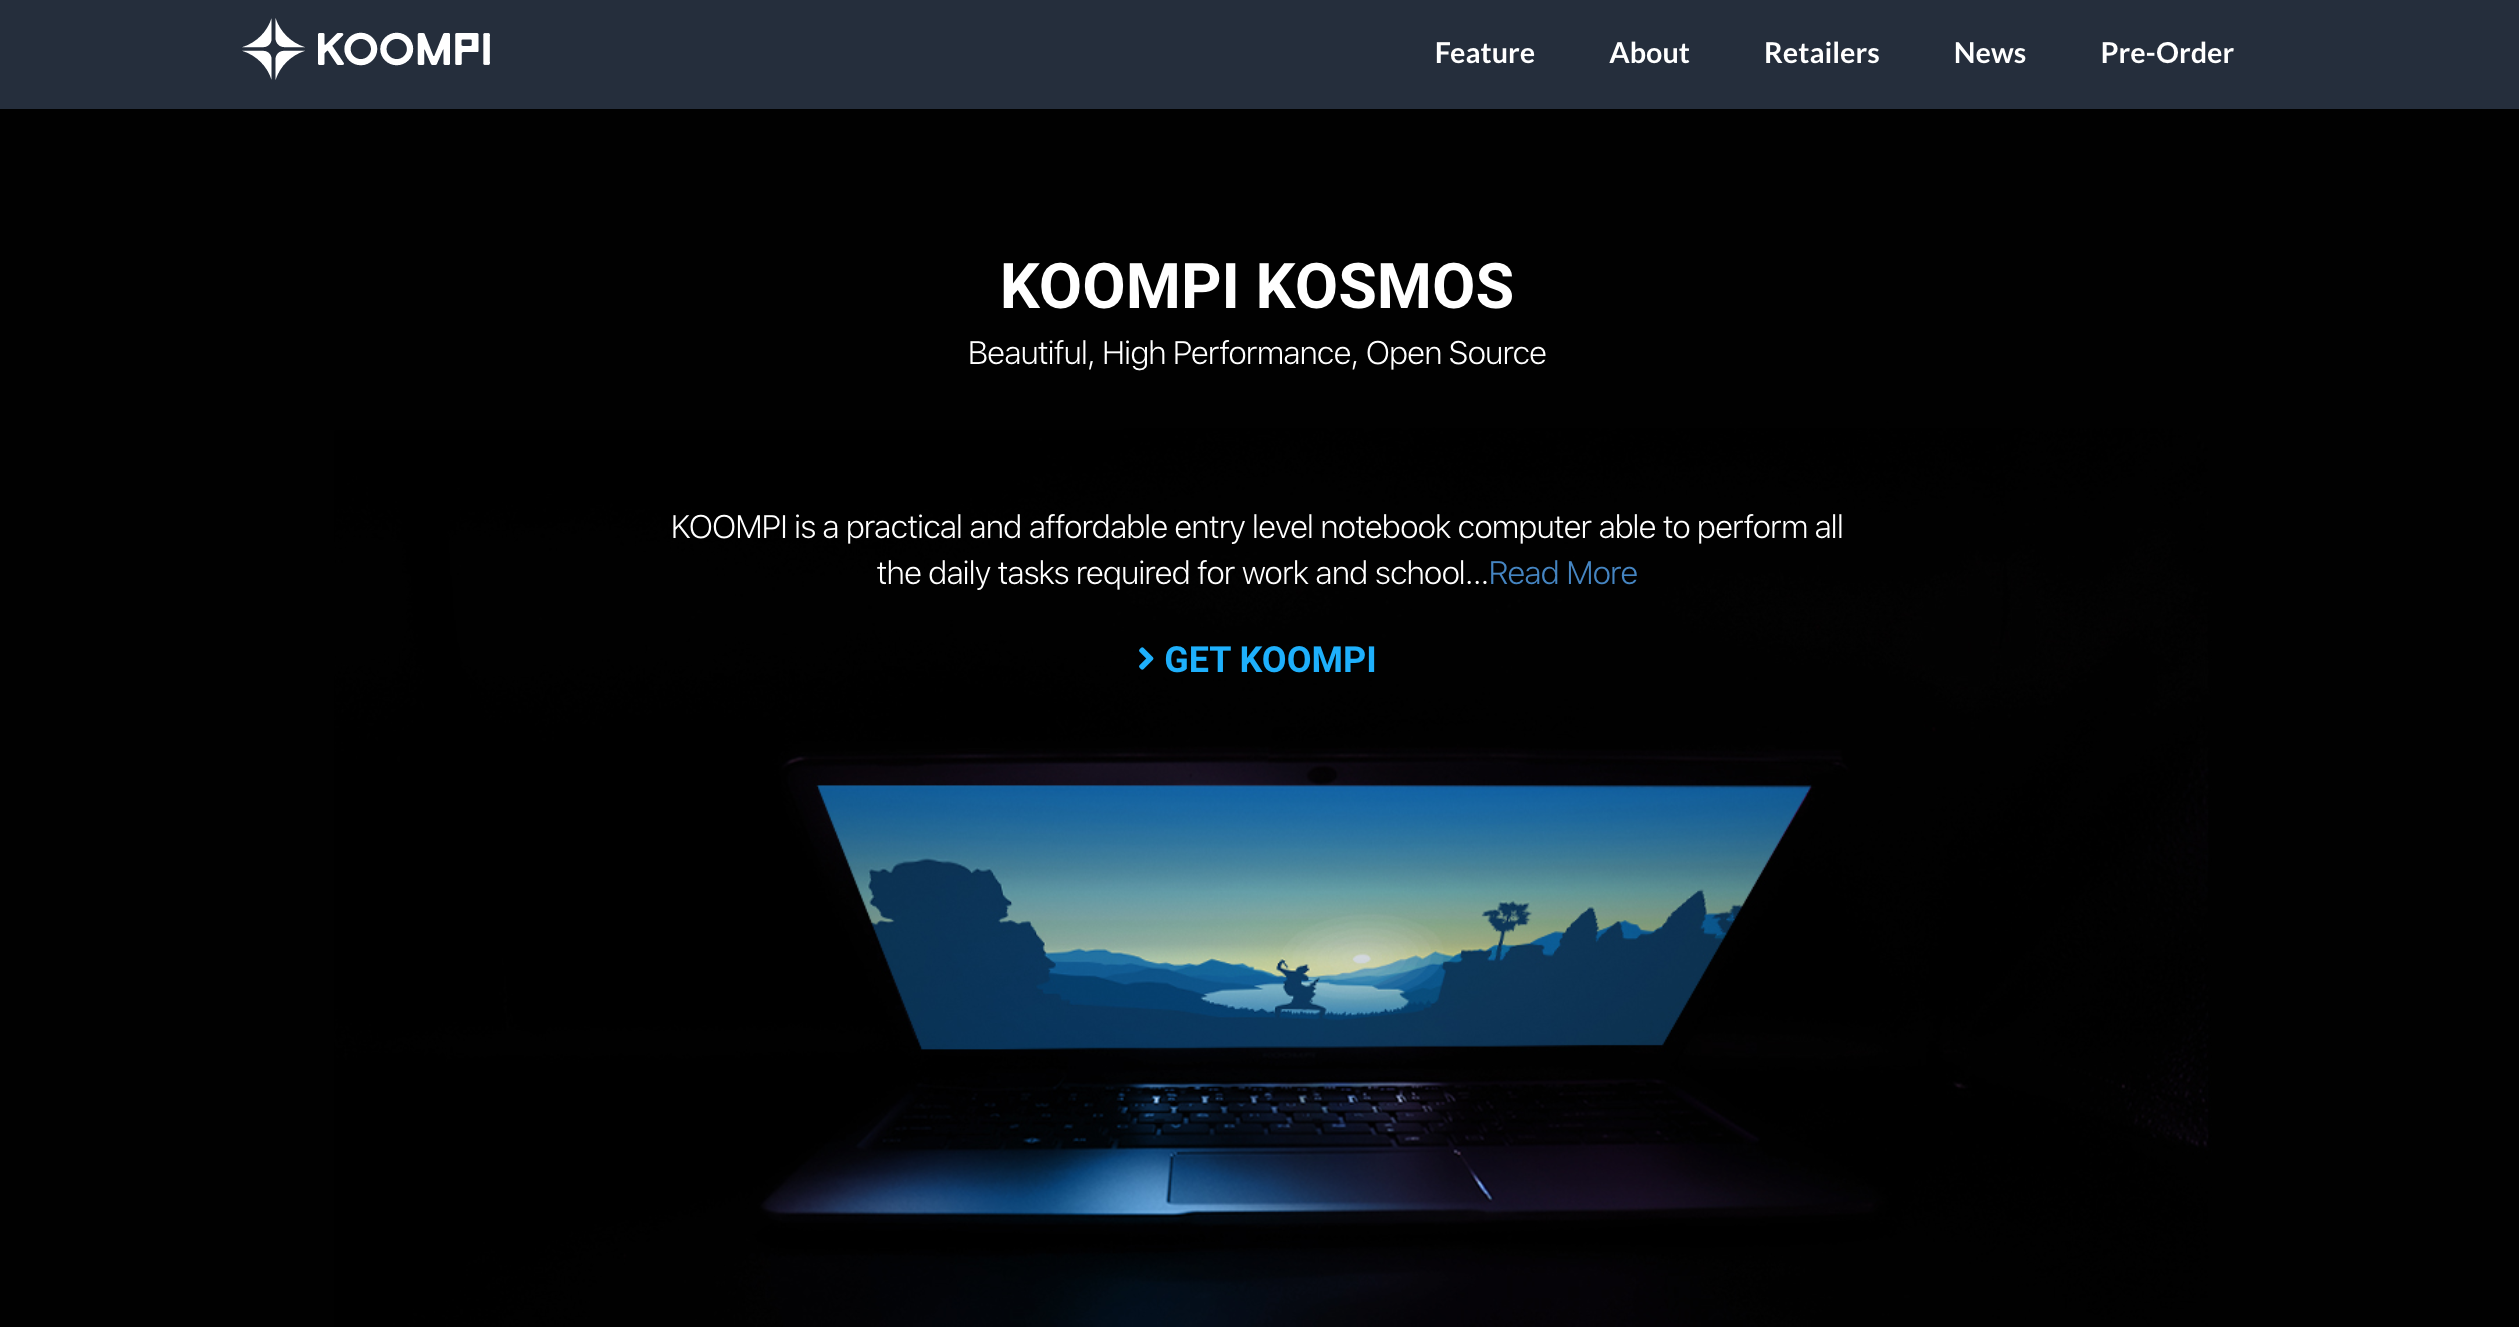 KOOMPI
Feature About Retailers News Pre-Order
KOOMPI KOSMOS
Beautiful, High Performance, Open Source
KOOMPI is a practical and affordable entry level notebook computer able to perform all
the daily tasks required for work and school...Read More
GET KOOMPI